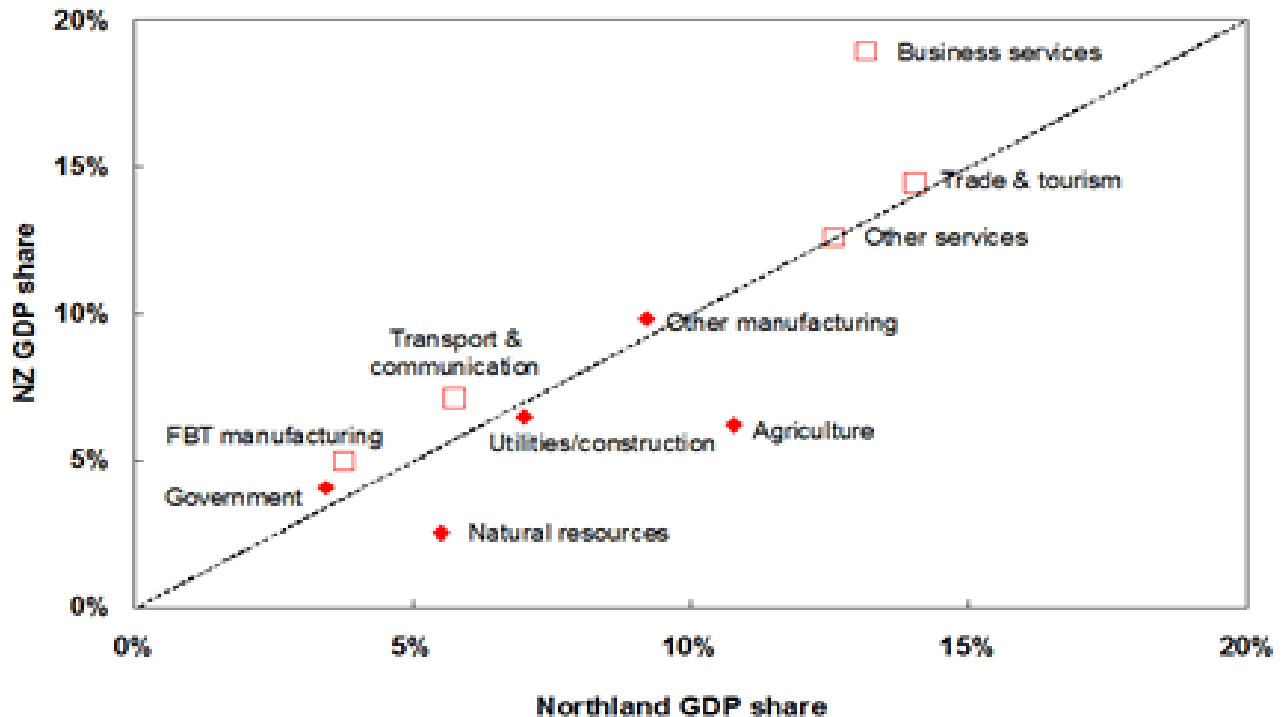 20%
Business services
15%
Trade & tourism
Other services
NZ GDP share
10%
Other manufacturing
Transport &
communication
FBT manufacturing
Utilities/construction
Agriculture
5%
Government
Natural resources
0%
0%
5%
10%
15%
20%
Northland GDP share